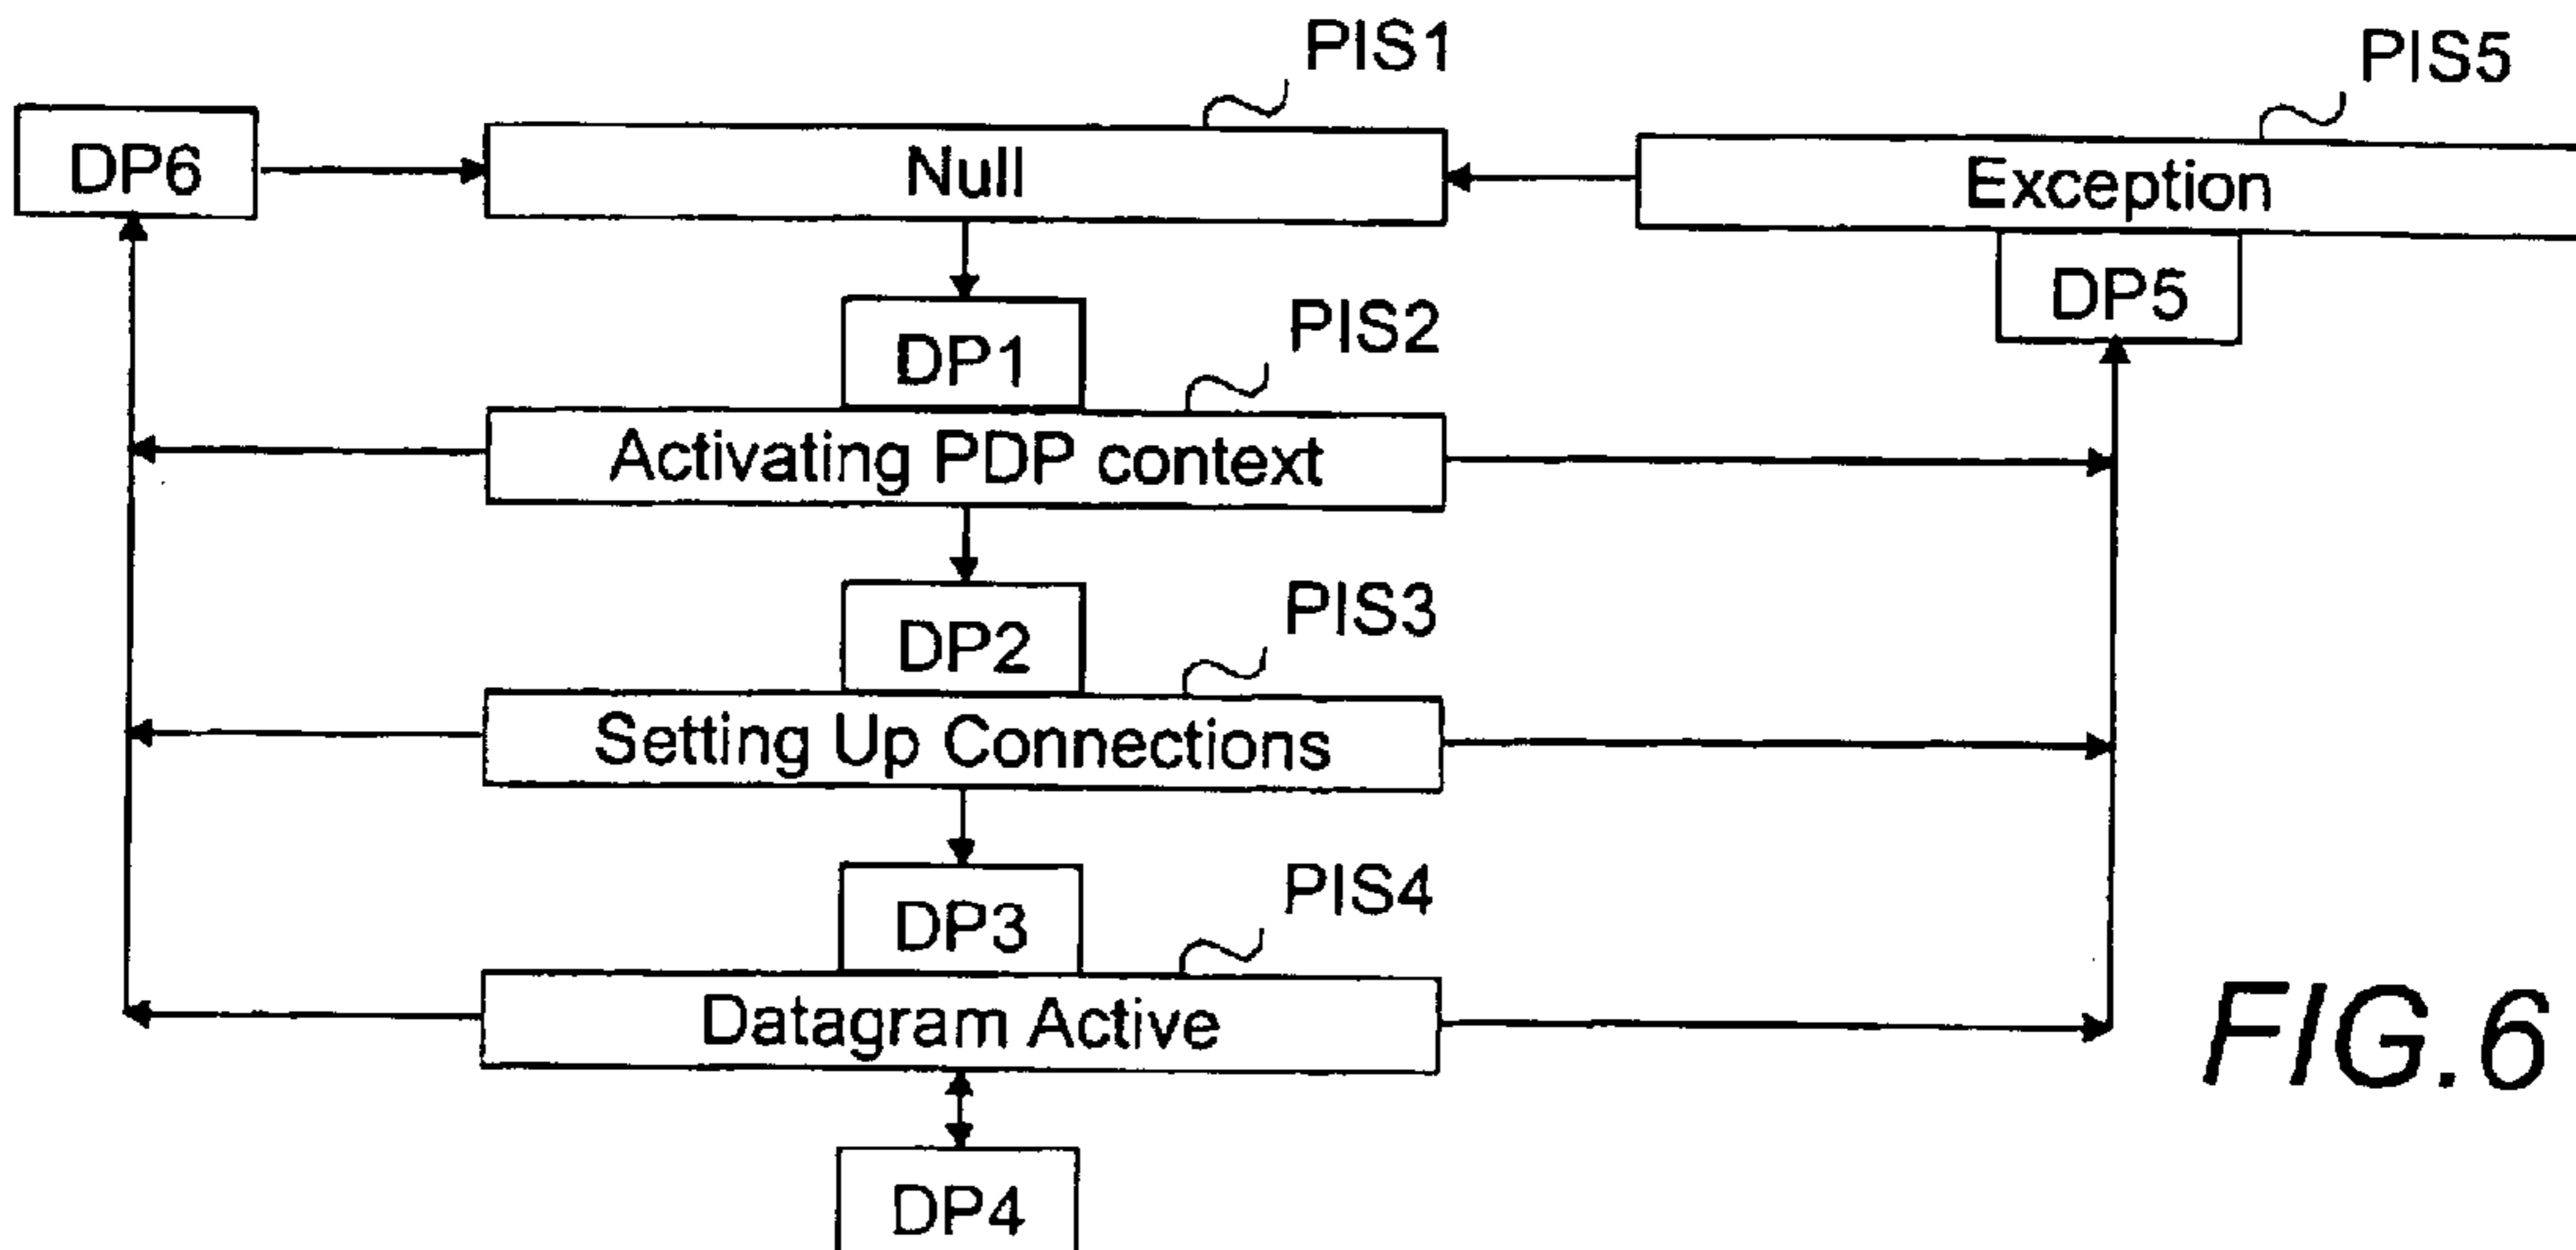 PIS1
PIS5
DP6
Null
Exception
DP5
PIS2
DP1
Activating PDP context
PIS3
DP2
Setting Up Connections
PIS4
DP3
Datagram Active
FIG.6
DP4